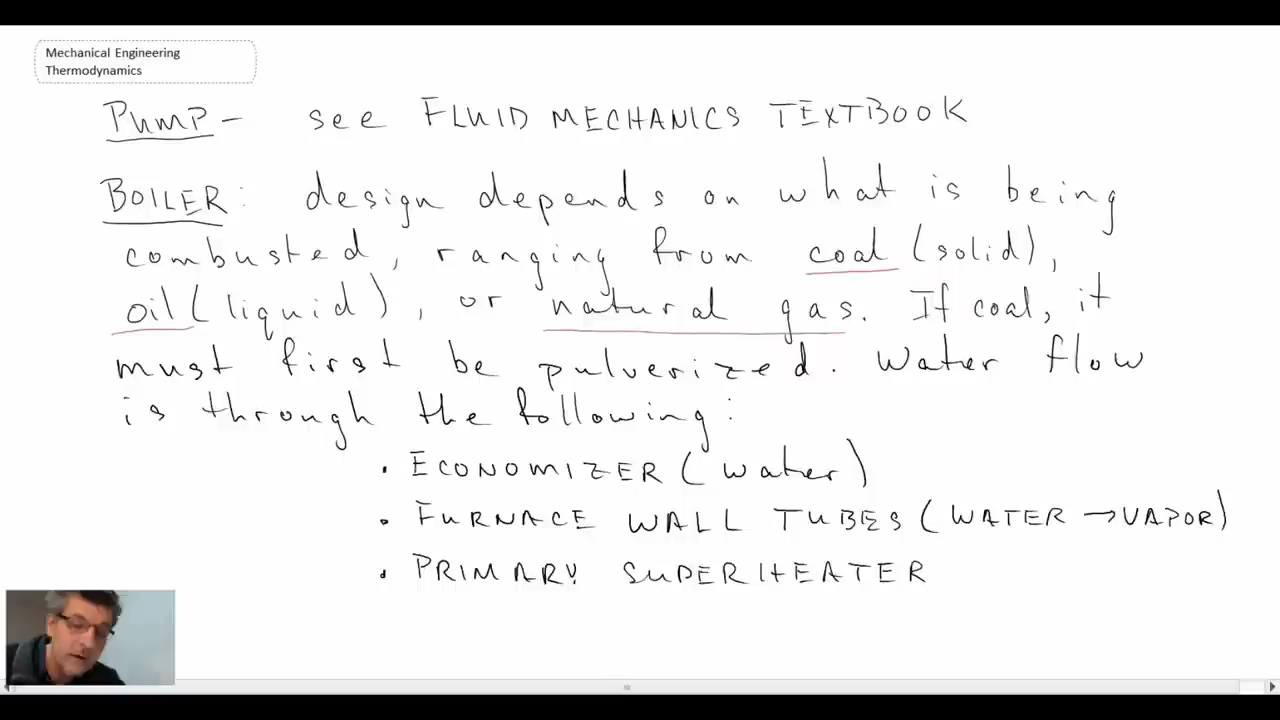 Mechanical Engineering
Thermodynamics
PUMP - see FLUID MECHANICS TEXTBOOK
BOILER: design depends on what is being
combusted, ranging from coal (solid),
oil (liquid), or natural gas. If coal, it
must first be pulverized. Water flow
is through the following:
• ECONOMIZER (water)
• FURNACE WALL TUBES (WATER → VAPOR)
• PRIMARY SUPERHEATER